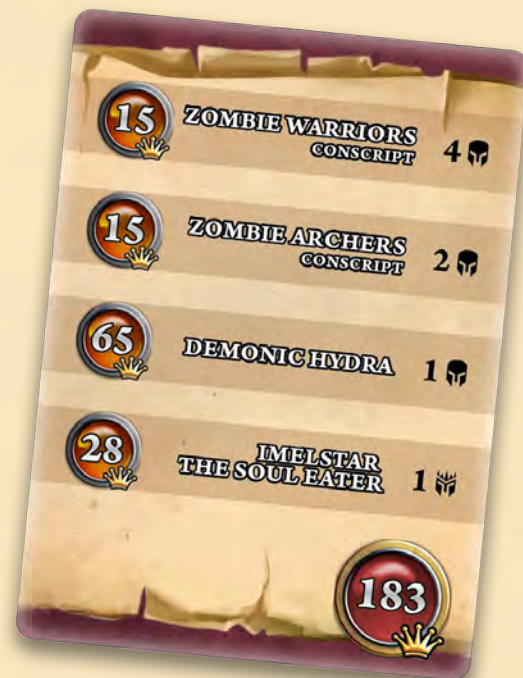 15 ZOMBIE WARRIORS 4
CONSCRIPT
15 ZOMBIE ARCHERS 2
CONSCRIPT
65 DEMONIC HYDRA 1
28 IMELSTAR
THE SOUL EATER 1
183